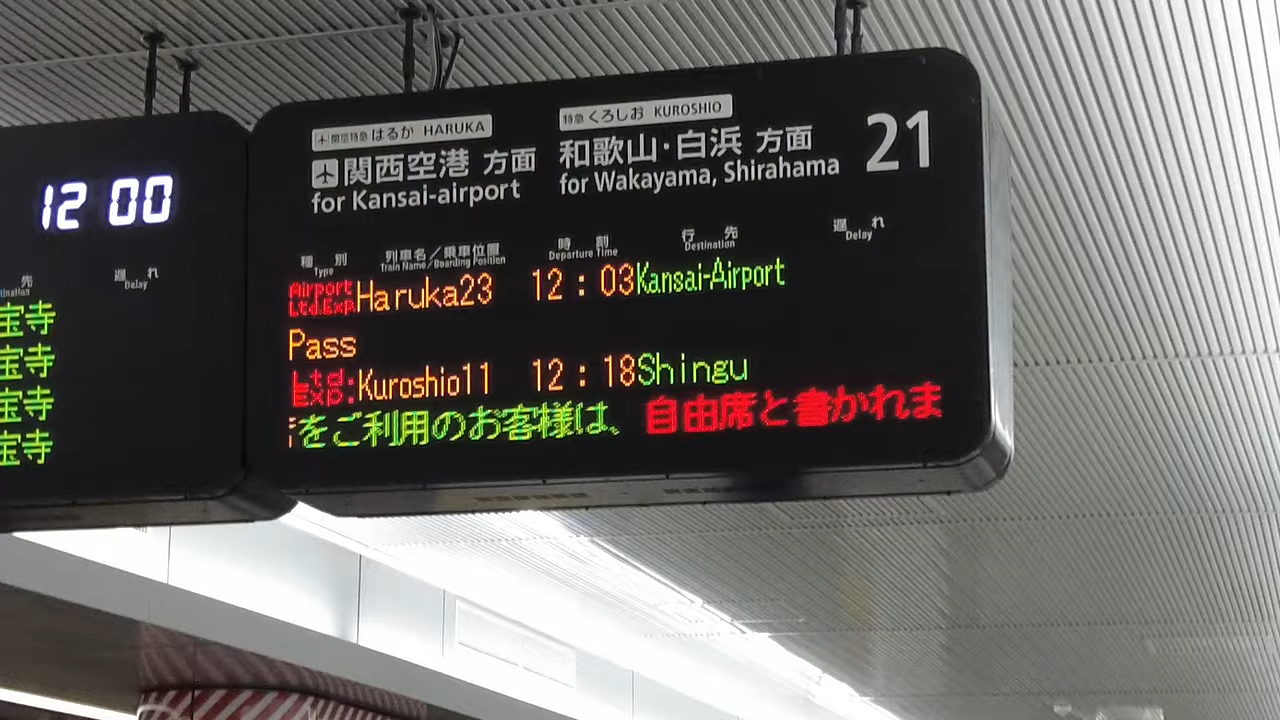 12 00
先
ination
遅れ
Delay
宝寺
宝寺
宝寺
宝寺
関空特急 はるか HARUKA
関西空港 方面
for Kansai-airport
特急 くろしお KUROSHIO
和歌山・白浜 方面
for Wakayama, Shirahama
21
種別 列車名/乗車位置 時刻 行先 遅れ
Type Train Name/Boarding Position Departure Time Destination Delay
Airport Ltd.Exp Haruka23 12:03 Kansai-Airport
Pass
Ltd. Exp. Kuroshio11 12:18 Shingu
をご利用のお客様は、自由席と書かれま